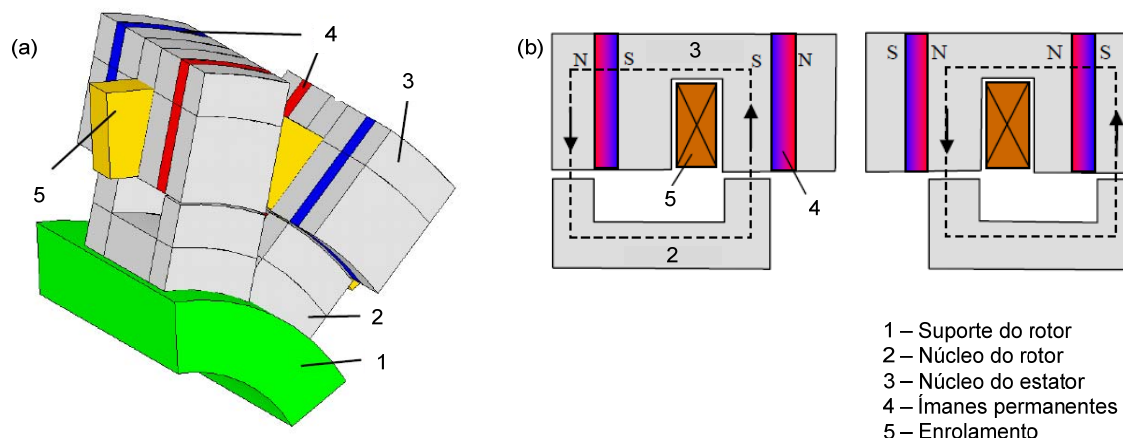 (a)
4
3
5
2
1
(b)
N S 3 S N
5 4
2
S N N S
1 – Suporte do rotor
2 – Núcleo do rotor
3 – Núcleo do estator
4 – Ímanes permanentes
5 – Enrolamento